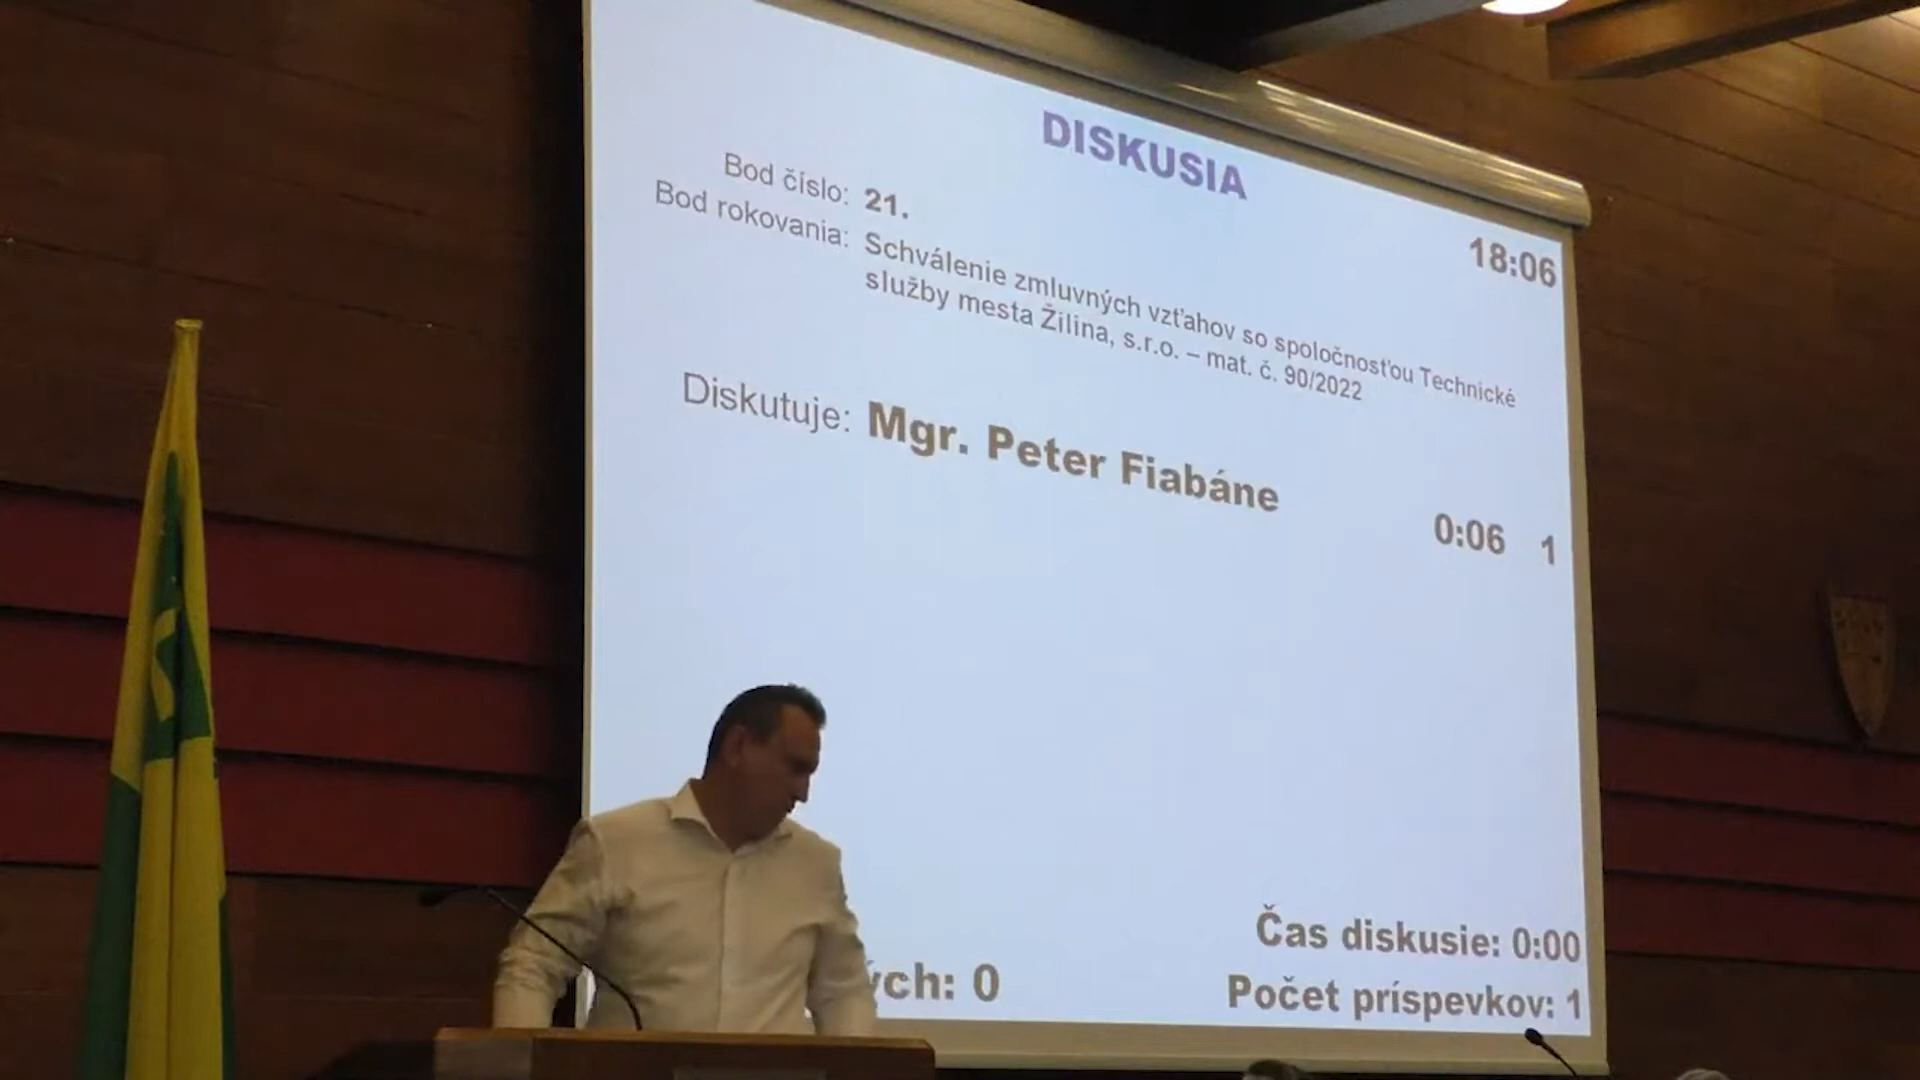 DISKUSIA
18:06
Bod číslo: 21.
Bod rokovania: Schválenie zmluvných vzťahov so spoločnosťou Technické
služby mesta Žilina, s.r.o. – mat. č. 90/2022
Diskutuje: Mgr. Peter Fiabáne
0:06 1
Čas diskusie: 0:00
ých: 0
Počet príspevkov: 1